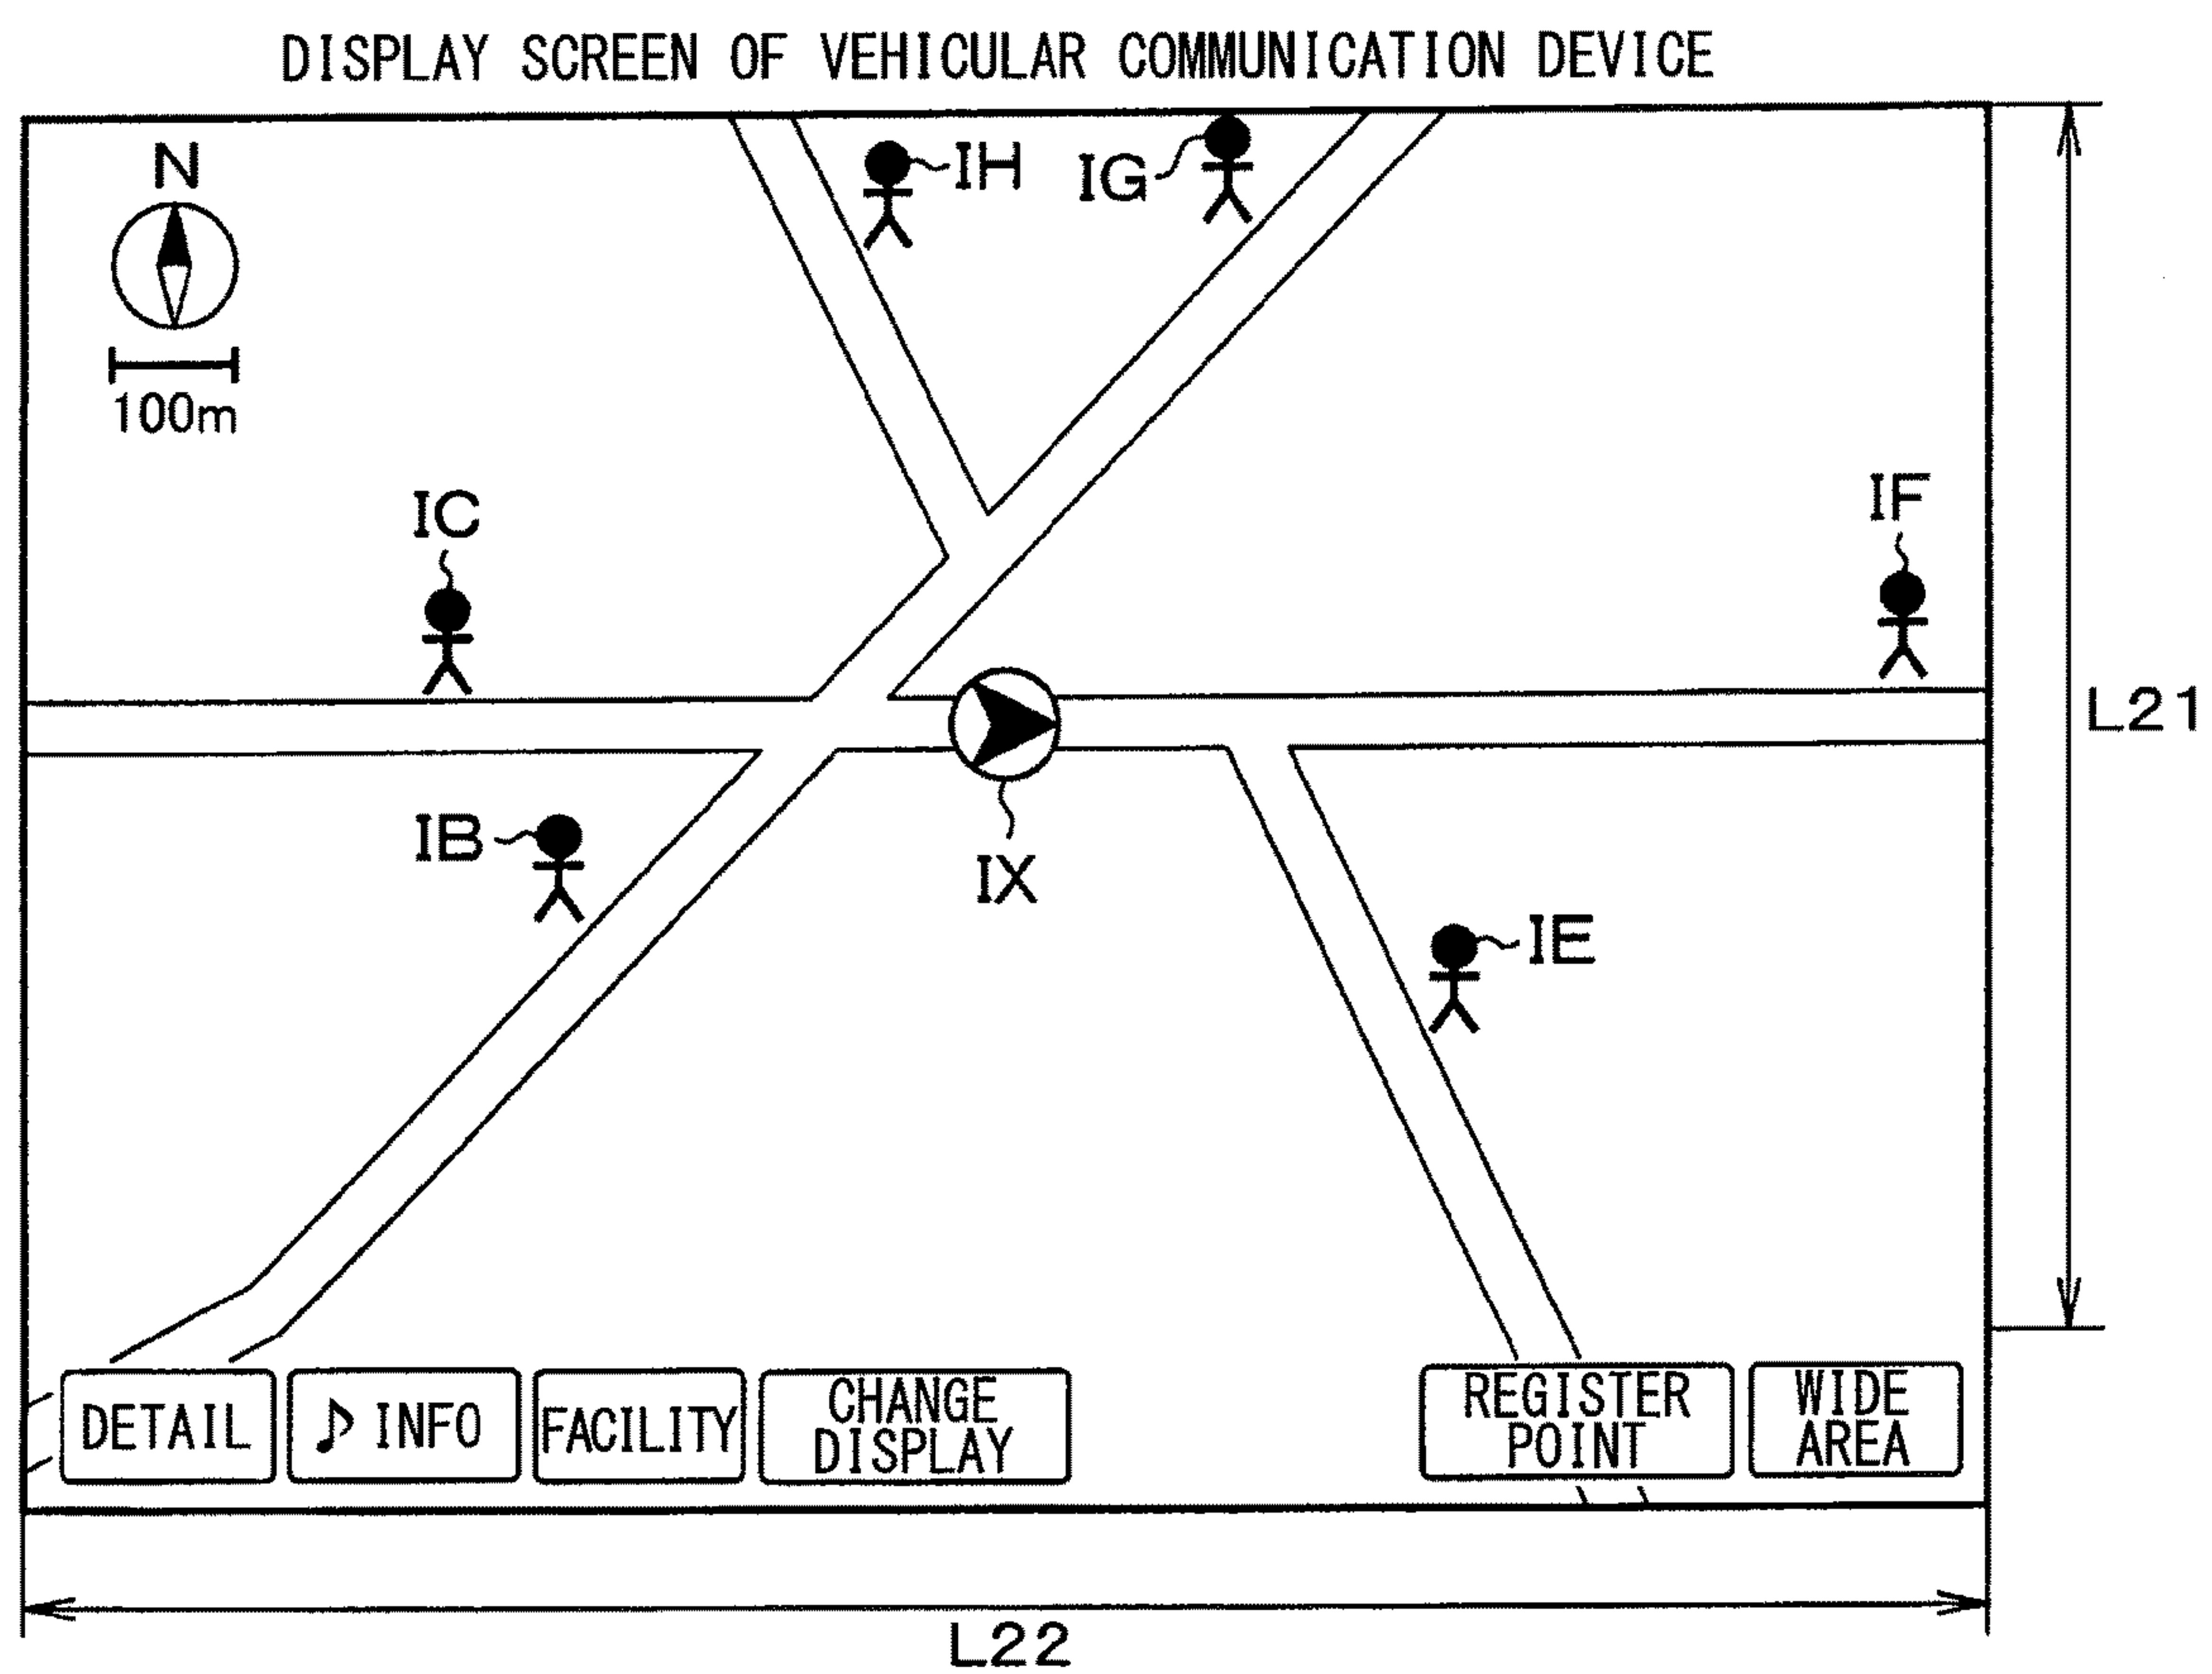 DISPLAY SCREEN OF VEHICULAR COMMUNICATION DEVICE
N
100m
IH
IG
IC
IF
L21
IB
IX
IE
DETAIL
♪ INFO
FACILITY
CHANGE
DISPLAY
REGISTER
POINT
WIDE
AREA
L22